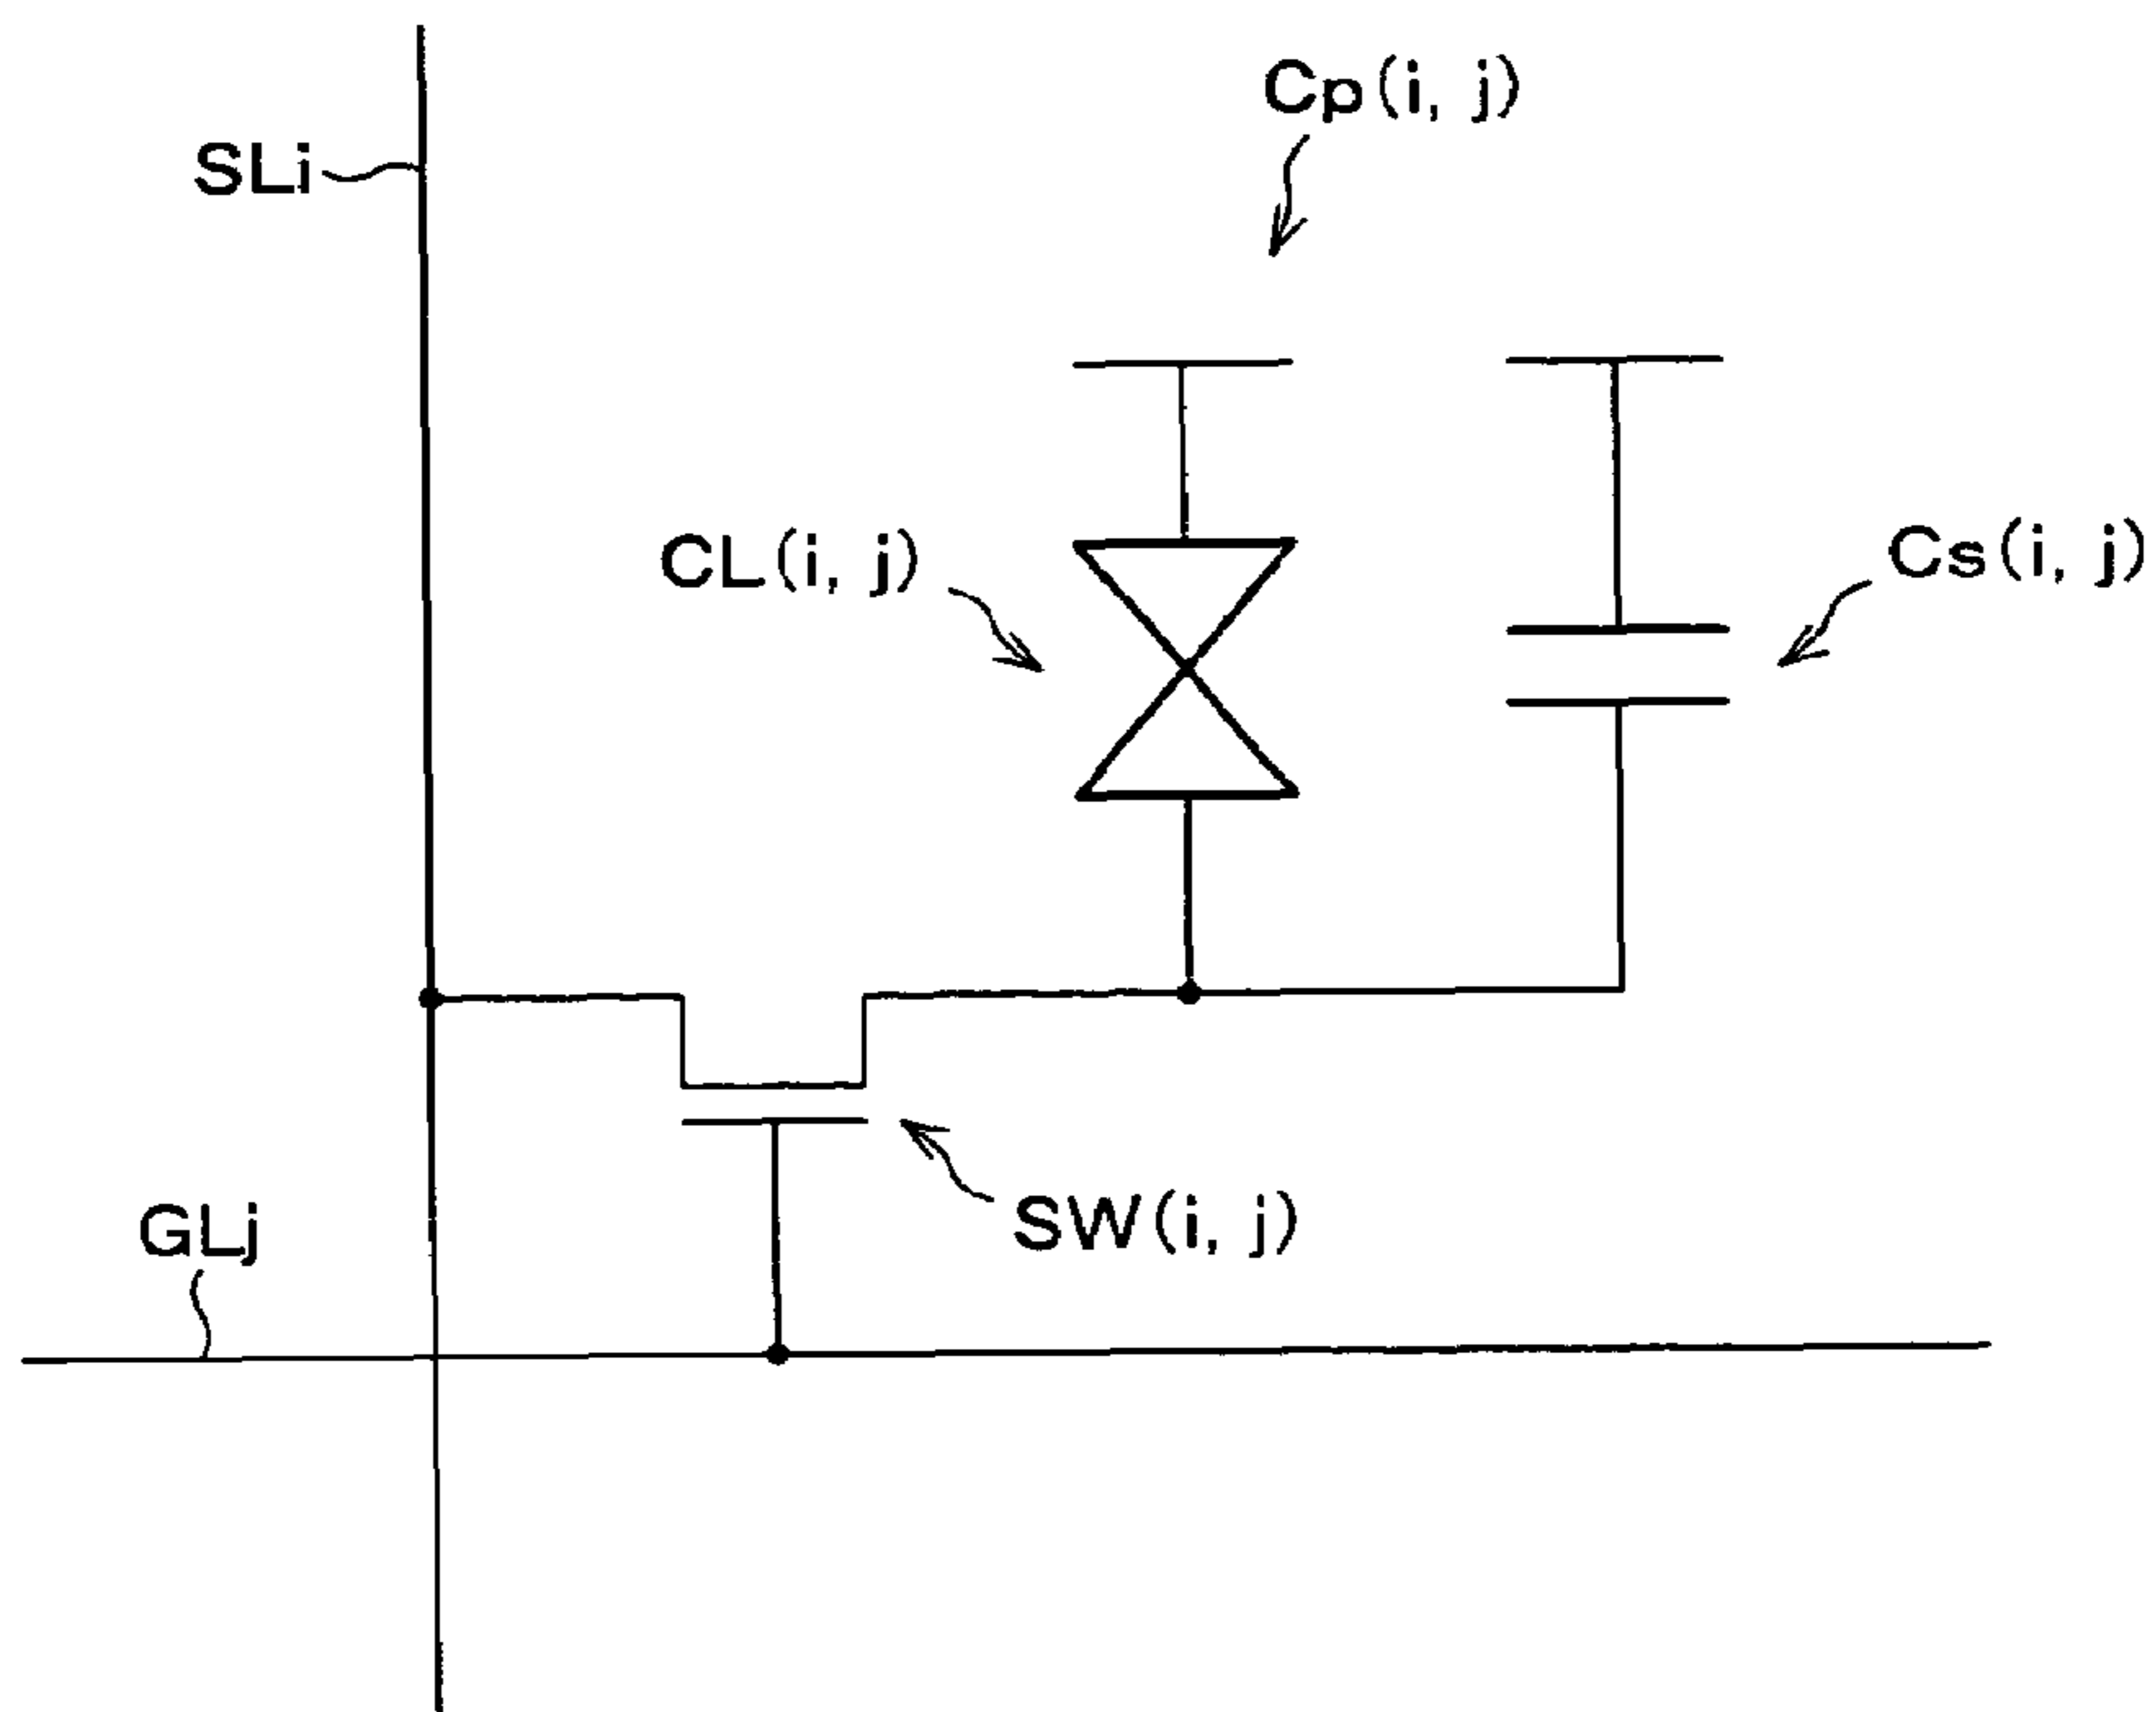 Cp(i, j)
SLi
CL(i, j)
Cs(i, j)
SW(i, j)
GLj